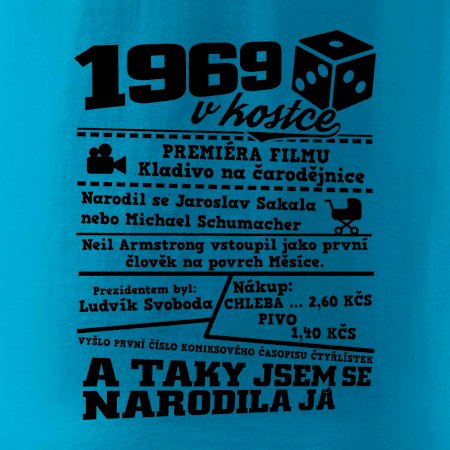 1969
v kostce
PREMIÉRA FILMU
Kladivo na čarodějnice
Narodil se Jaroslav Sakala
nebo Michael Schumacher
Neil Armstrong vstoupil jako první
člověk na povrch Měsíce.
Prezidentem byl:
Ludvík Svoboda
Nákup:
CHLEBA ... 2,60 KČS
PIVO
1,40 KČS
VYŠLO PRVNÍ ČÍSLO KOMIKSOVÉHO ČASOPISU ČTYŘLÍSTEK
A TAKY JSEM SE
NARODILA JÁ